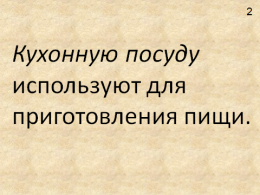 2
Кухонную посуду
используют для
приготовления пищи.